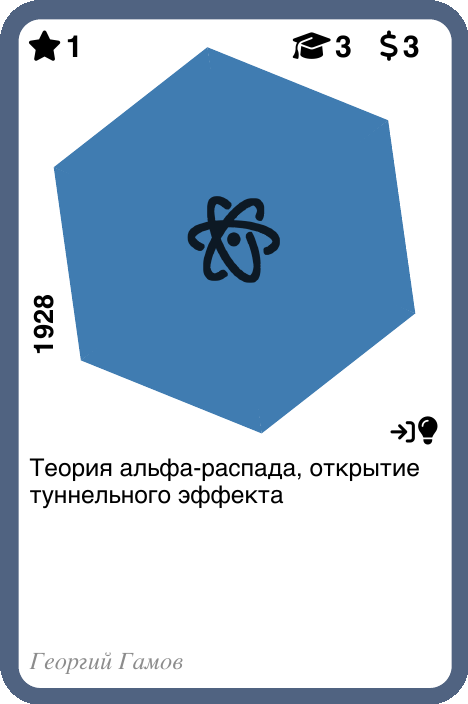 1 3 $3
1928
Теория альфа-распада, открытие
туннельного эффекта
Георгий Гамов